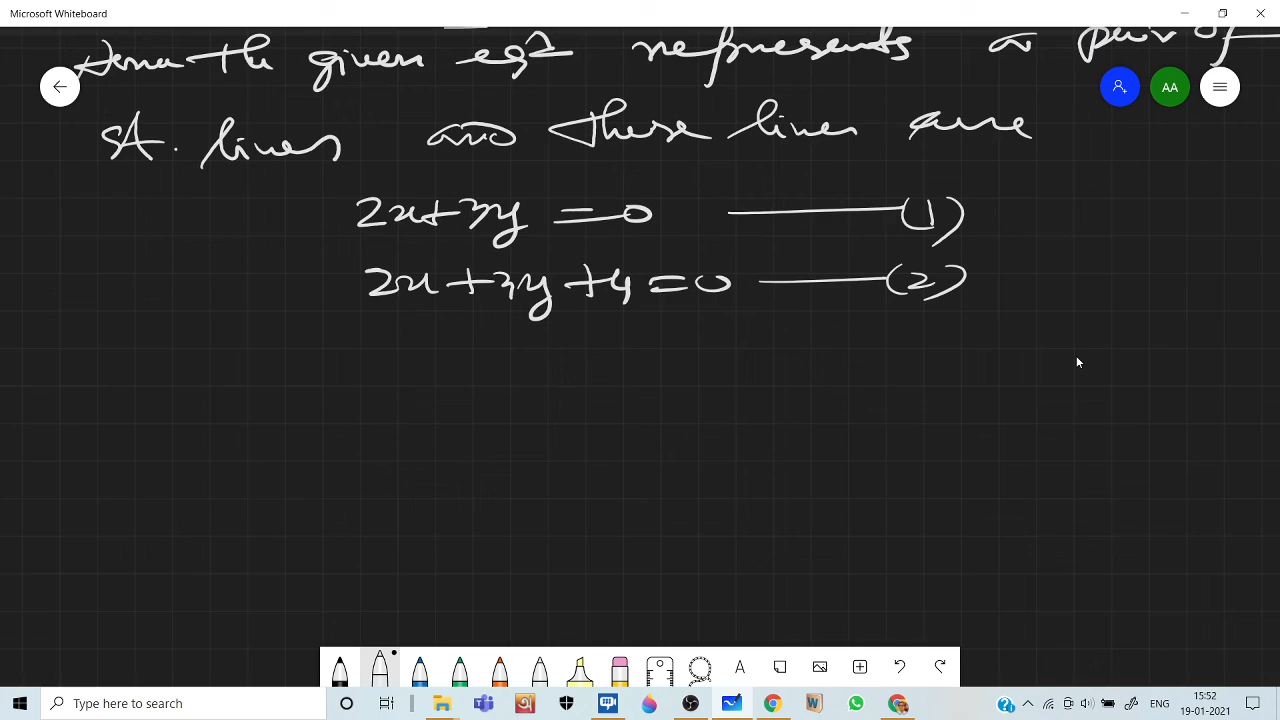 Microsoft Whiteboard
Hence the given eqn represents a pair of
AA
st. lines and these lines are
2x+3y = 0 ——— (1)
2x+3y+4=0 ——— (2)
A
Type here to search
ENG
15:52
19-01-2021